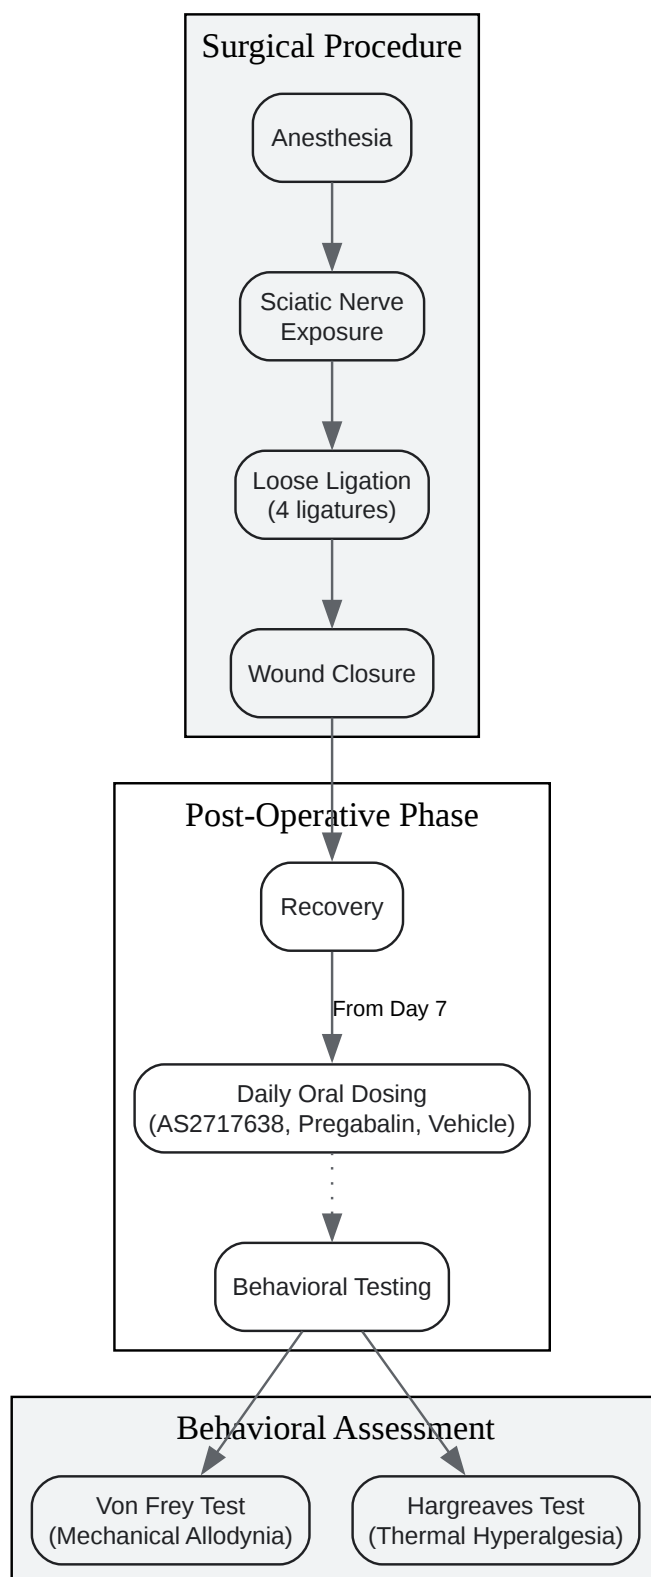 Surgical Procedure
Anesthesia
Sciatic Nerve
Exposure
Loose Ligation
(4 ligatures)
Wound Closure
Post-Operative Phase
Recovery
From Day 7
Daily Oral Dosing
(AS2717638, Pregabalin, Vehicle)
Behavioral Testing
Behavioral Assessment
Von Frey Test
(Mechanical Allodynia)
Hargreaves Test
(Thermal Hyperalgesia)